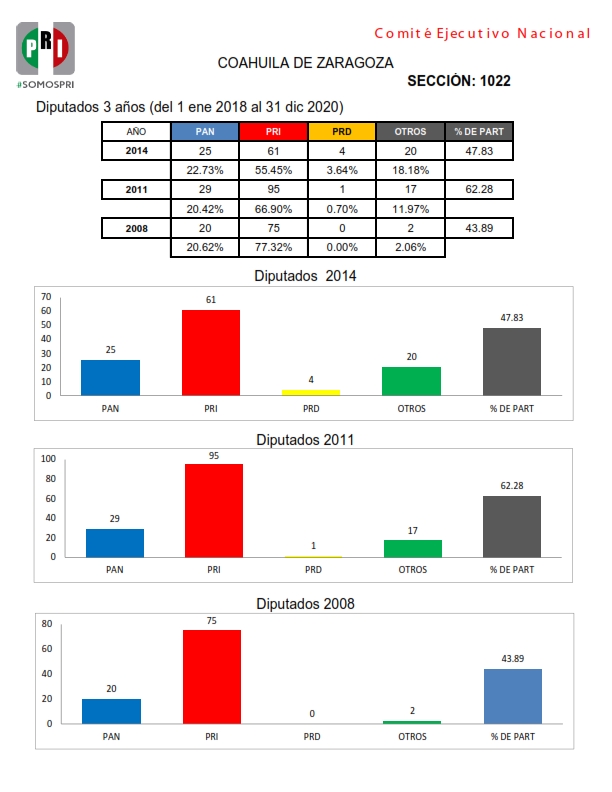 PRI
#SOMOSPRI
Comité Ejecutivo Nacional
COAHUILA DE ZARAGOZA
SECCIÓN: 1022
Diputados 3 años (del 1 ene 2018 al 31 dic 2020)
AÑO PAN PRI PRD OTROS % DE PART
2014 25 61 4 20 47.83
22.73% 55.45% 3.64% 18.18%
2011 29 95 1 17 62.28
20.42% 66.90% 0.70% 11.97%
2008 20 75 0 2 43.89
20.62% 77.32% 0.00% 2.06%
Diputados 2014
70
60
50
40
30
20
10
0
25 61 4 20 47.83
PAN PRI PRD OTROS % DE PART
Diputados 2011
100
80
60
40
20
0
29 95 1 17 62.28
PAN PRI PRD OTROS % DE PART
Diputados 2008
80
60
40
20
0
20 75 0 2 43.89
PAN PRI PRD OTROS % DE PART